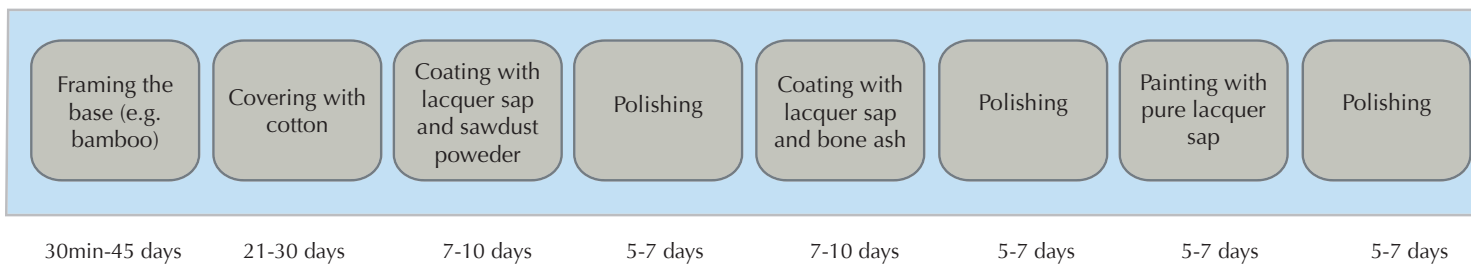 Framing the
base (e.g.
bamboo)
Covering with
cotton
Coating with
lacquer sap
and sawdust
poweder
Polishing
Coating with
lacquer sap
and bone ash
Polishing
Painting with
pure lacquer
sap
Polishing
30min-45 days
21-30 days
7-10 days
5-7 days
7-10 days
5-7 days
5-7 days
5-7 days